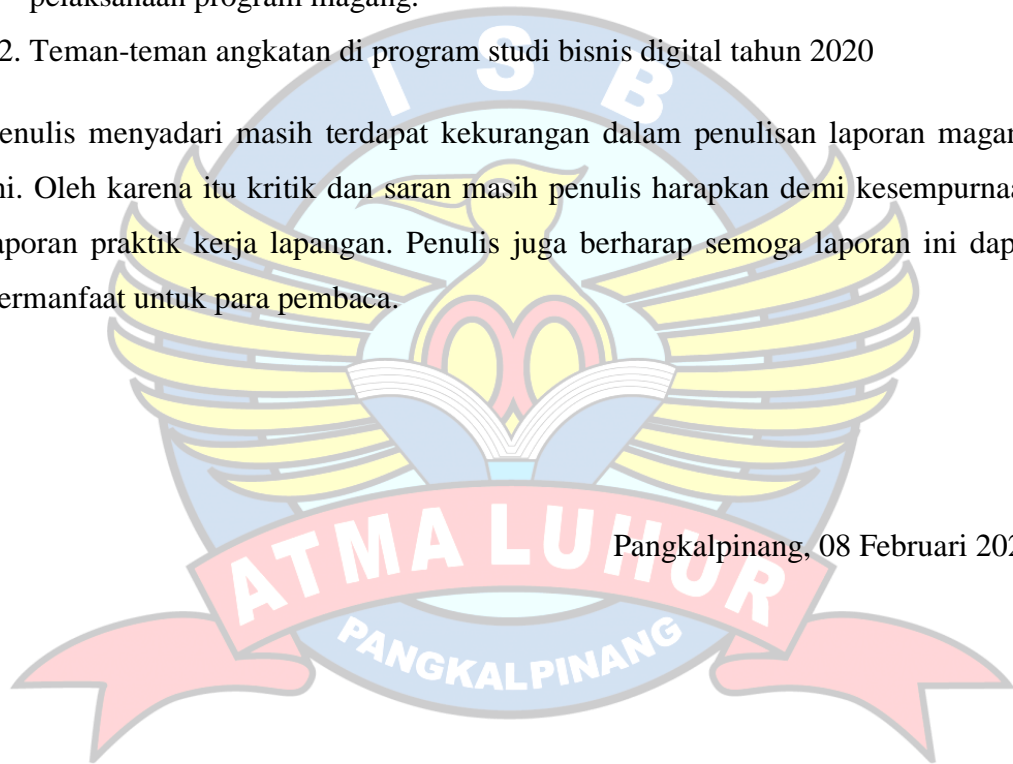 pelaksanaan program magang.
2. Teman-teman angkatan di program studi bisnis digital tahun 2020
enulis menyadari masih terdapat kekurangan dalam penulisan laporan magan
ni. Oleh karena itu kritik dan saran masih penulis harapkan demi kesempurnaa
aporan praktik kerja lapangan. Penulis juga berharap semoga laporan ini dap
ermanfaat untuk para pembaca.
Pangkalpinang, 08 Februari 202
I S B
ATMA LUHUR
PANGKALPINANG